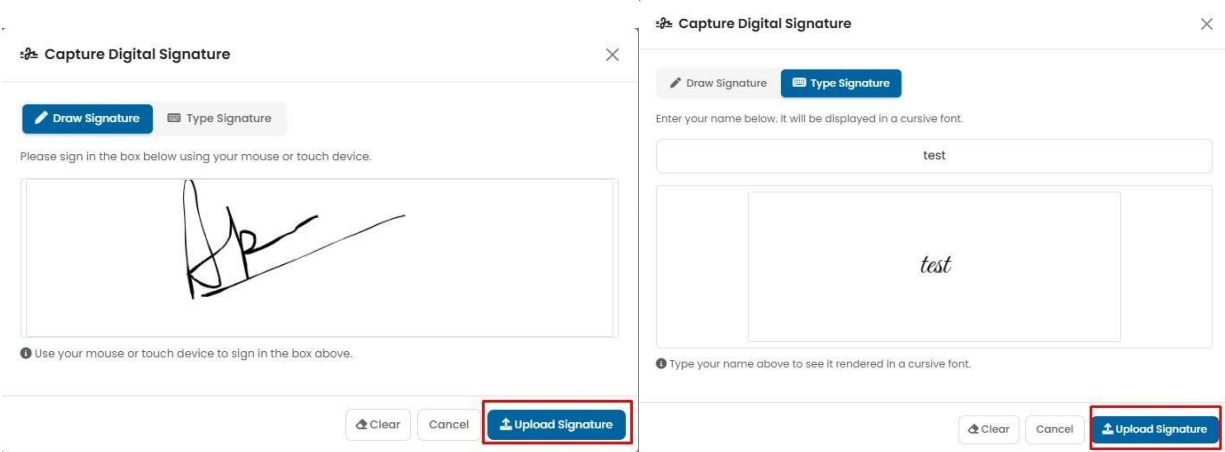 Capture Digital Signature
Draw Signature Type Signature
Please sign in the box below using your mouse or touch device.
Use your mouse or touch device to sign in the box above.
Clear Cancel Upload Signature
Capture Digital Signature
Draw Signature Type Signature
Enter your name below. It will be displayed in a cursive font.
test
test
Type your name above to see it rendered in a cursive font.
Clear Cancel Upload Signature